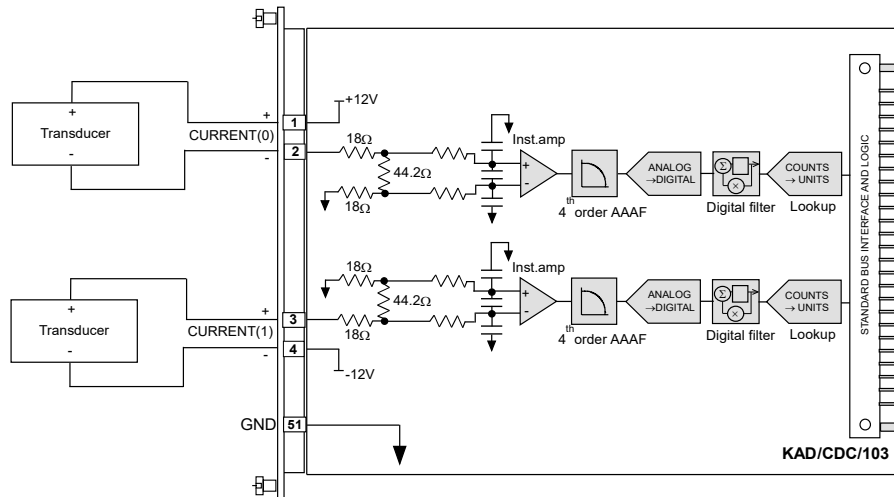 +12V
+
1
CURRENT(0)
-
2
+
Transducer
-
18Ω
44.2Ω
18Ω
Inst.amp
+
-
4th order AAAF
ANALOG
→DIGITAL
Σ
×
Digital filter
COUNTS
→ UNITS
Lookup
STANDARD BUS INTERFACE AND LOGIC
+
3
CURRENT(1)
-
4
-12V
+
Transducer
-
18Ω
44.2Ω
18Ω
Inst.amp
+
-
4th order AAAF
ANALOG
→DIGITAL
Σ
×
Digital filter
COUNTS
→ UNITS
Lookup
GND
51
KAD/CDC/103